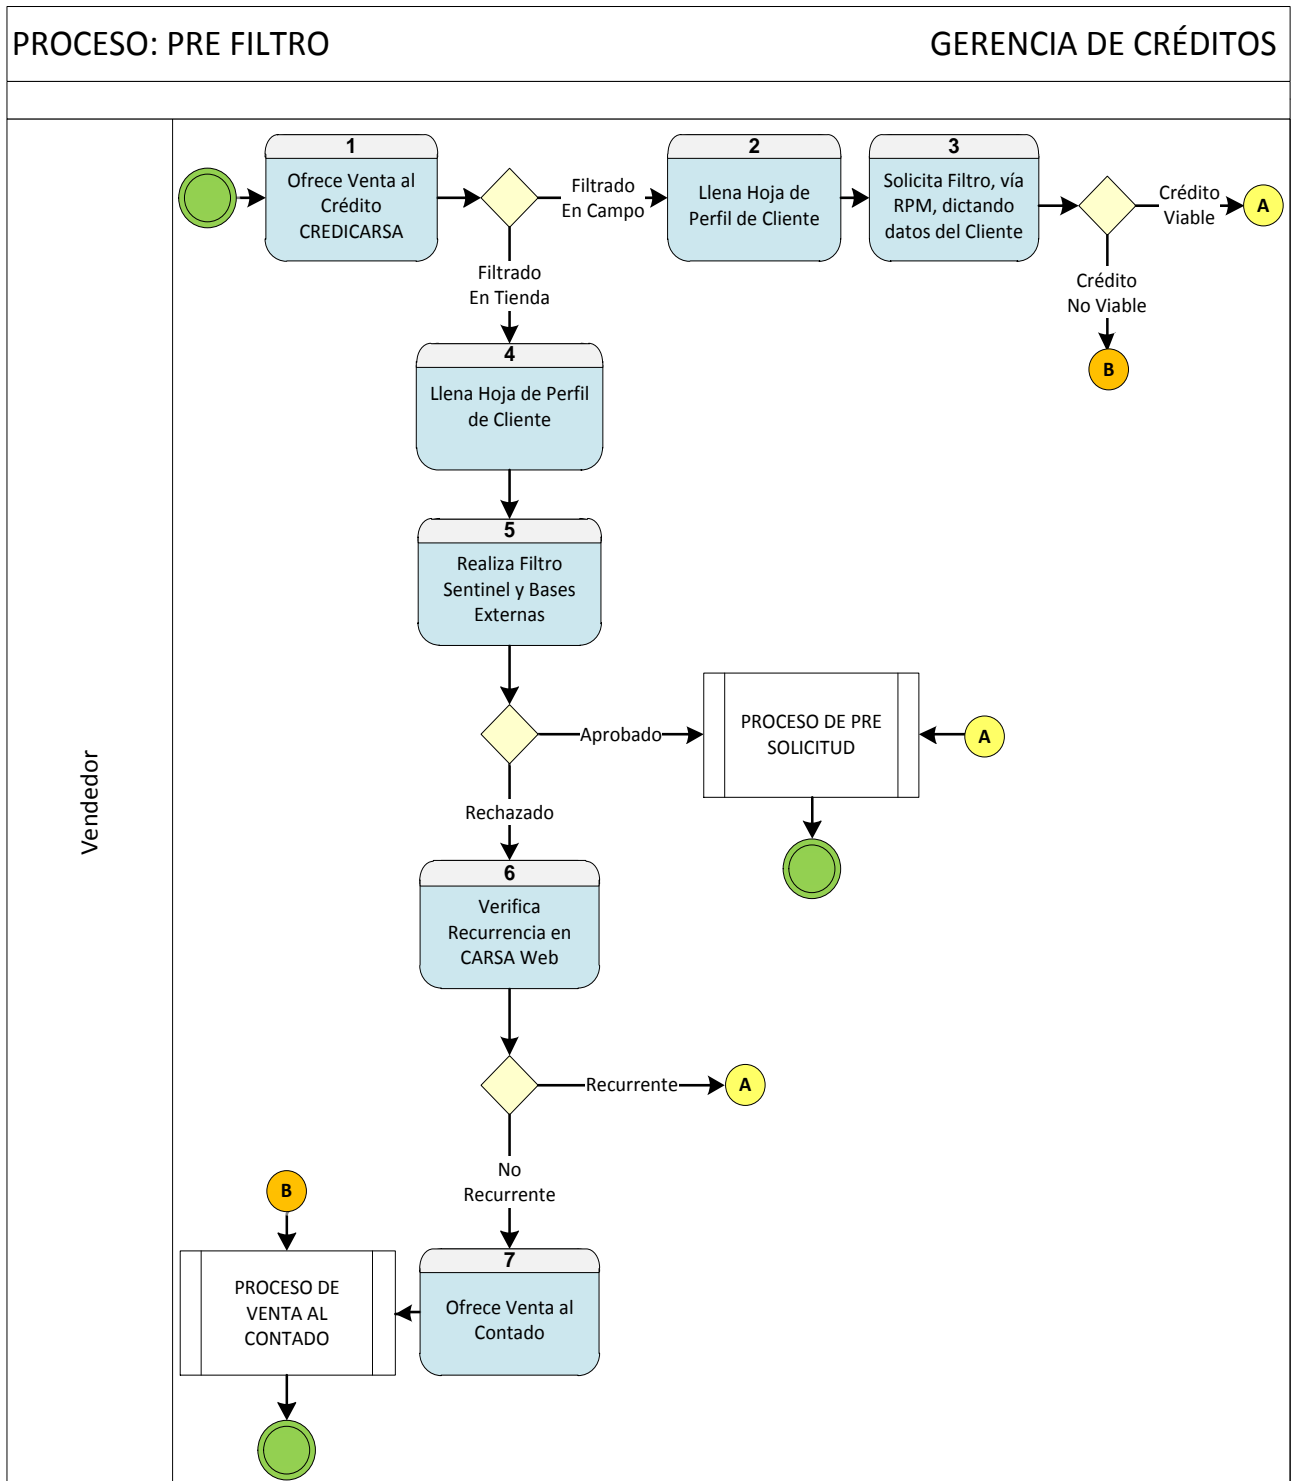 PROCESO: PRE FILTRO
GERENCIA DE CRÉDITOS
Vendedor
1
Ofrece Venta al
Crédito
CREDICARSA
Filtrado
En Campo
2
Llena Hoja de
Perfil de Cliente
3
Solicita Filtro, vía
RPM, dictando
datos del Cliente
Crédito
Viable
A
Crédito
No Viable
B
Filtrado
En Tienda
4
Llena Hoja de Perfil
de Cliente
5
Realiza Filtro
Sentinel y Bases
Externas
Aprobado
PROCESO DE PRE
SOLICITUD
A
Rechazado
6
Verifica
Recurrencia en
CARSA Web
Recurrente
A
No
Recurrente
7
Ofrece Venta al
Contado
B
PROCESO DE
VENTA AL
CONTADO